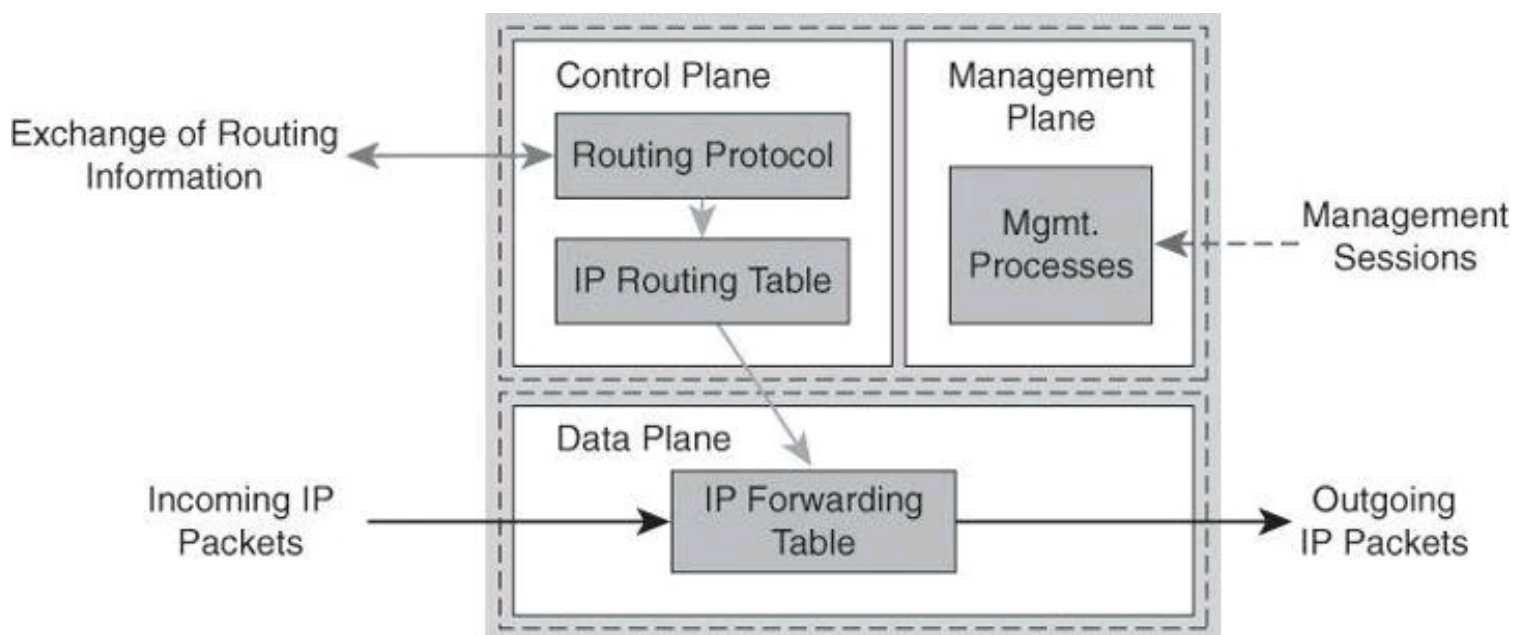 Control Plane
Management
Plane
Exchange of Routing
Information
Routing Protocol
IP Routing Table
Mgmt.
Processes
Management
Sessions
Data Plane
Incoming IP
Packets
IP Forwarding
Table
Outgoing
IP Packets